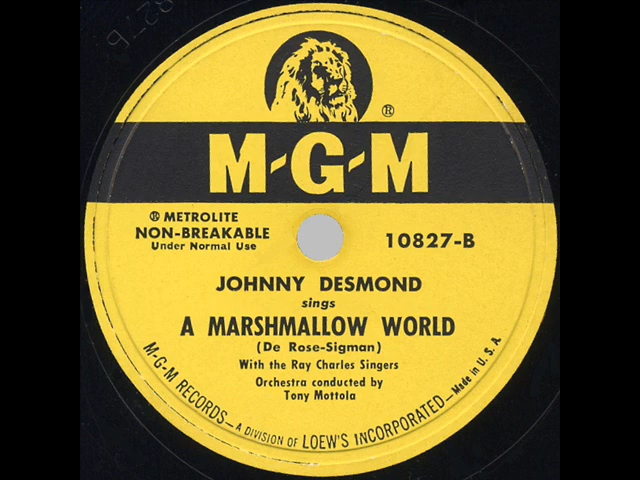 ®
M-G-M
® METROLITE
NON-BREAKABLE
Under Normal Use
10827-B
JOHNNY DESMOND
sings
A MARSHMALLOW WORLD
(De Rose-Sigman)
With the Ray Charles Singers
Orchestra conducted by
Tony Mottola
M-G-M RECORDS—A DIVISION OF LOEW'S INCORPORATED—Made in U. S. A.